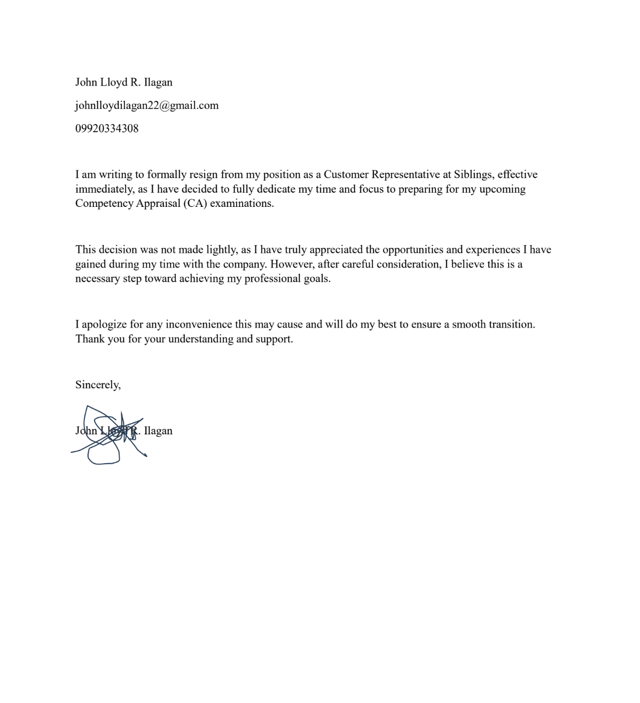 John Lloyd R. Ilagan
johnlloydilagan22@gmail.com
09920334308
I am writing to formally resign from my position as a Customer Representative at Siblings, effective
immediately, as I have decided to fully dedicate my time and focus to preparing for my upcoming
Competency Appraisal (CA) examinations.
This decision was not made lightly, as I have truly appreciated the opportunities and experiences I have
gained during my time with the company. However, after careful consideration, I believe this is a
necessary step toward achieving my professional goals.
I apologize for any inconvenience this may cause and will do my best to ensure a smooth transition.
Thank you for your understanding and support.
Sincerely,
John Lloyd R. Ilagan